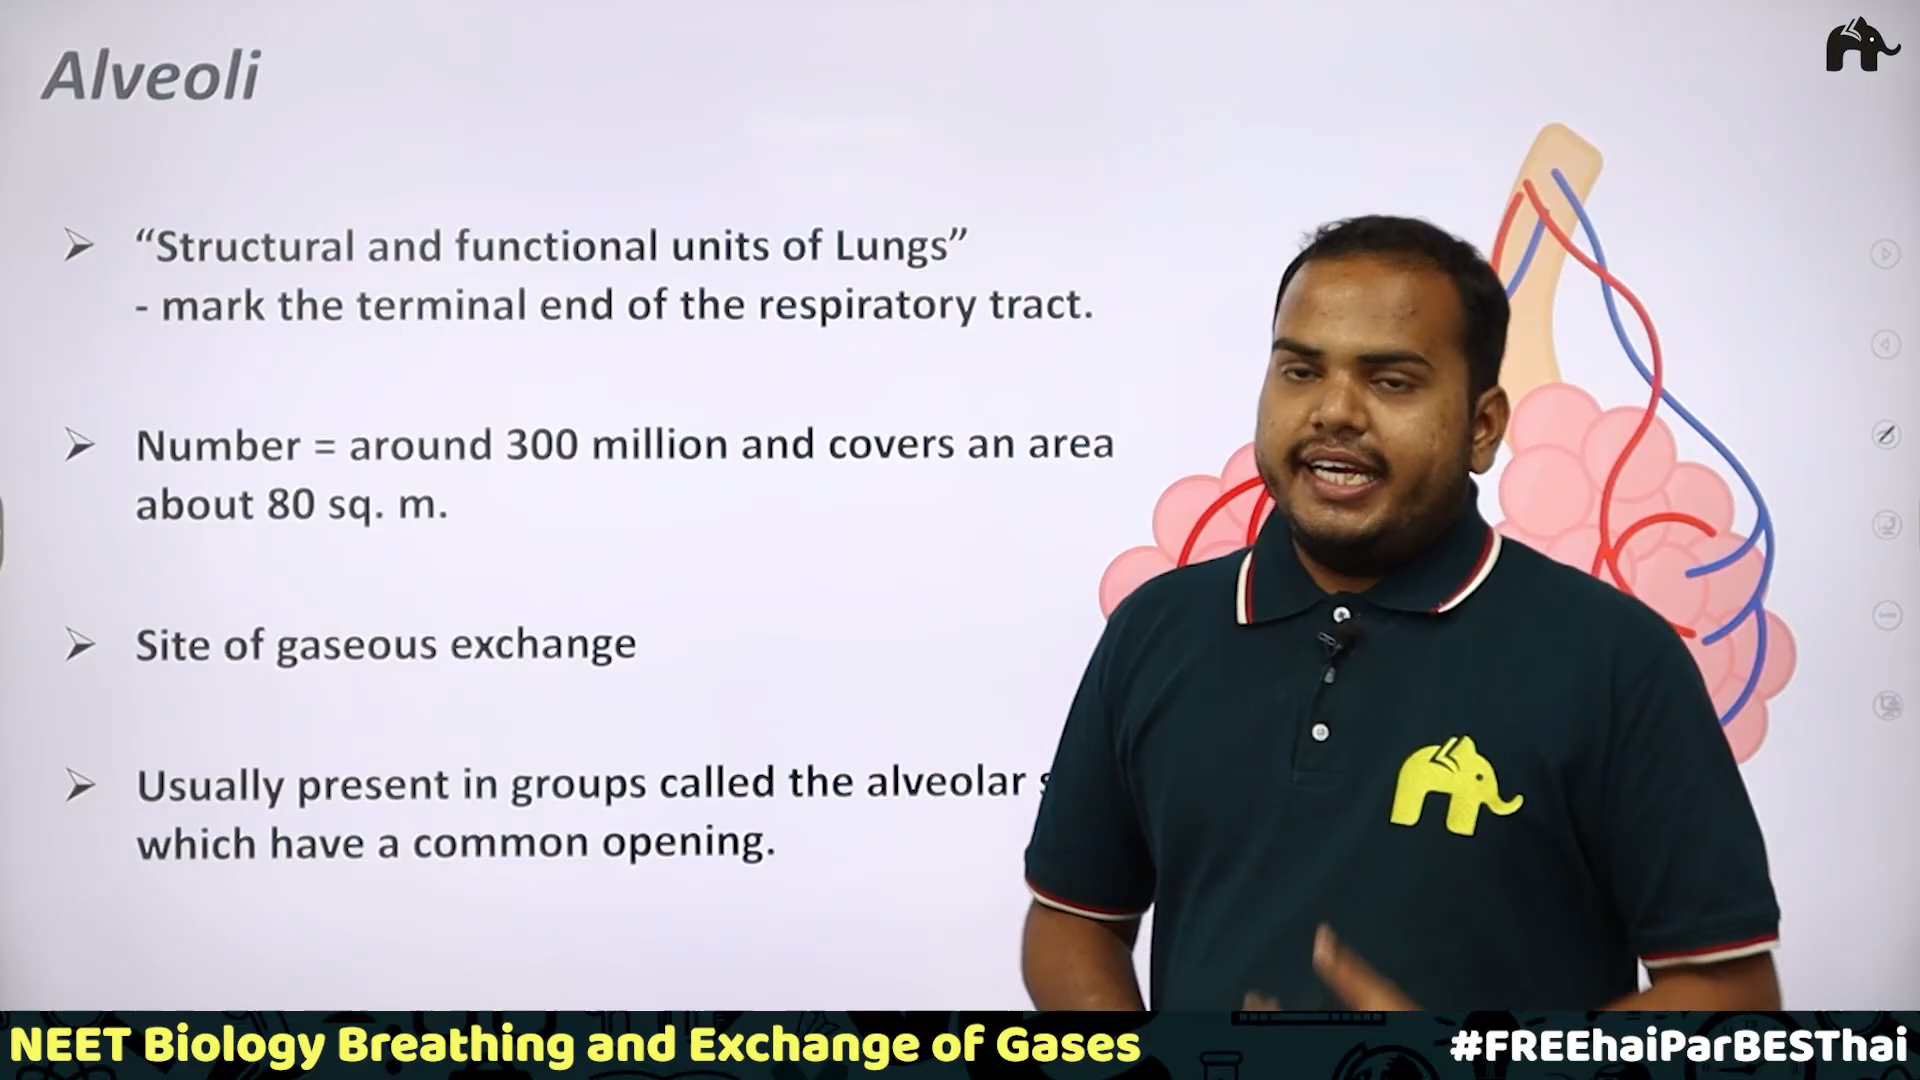 Alveoli
“Structural and functional units of Lungs”
- mark the terminal end of the respiratory tract.
Number = around 300 million and covers an area
about 80 sq. m.
Site of gaseous exchange
Usually present in groups called the alveolar
which have a common opening.
NEET Biology Breathing and Exchange of Gases
#FREEhaiParBESThai